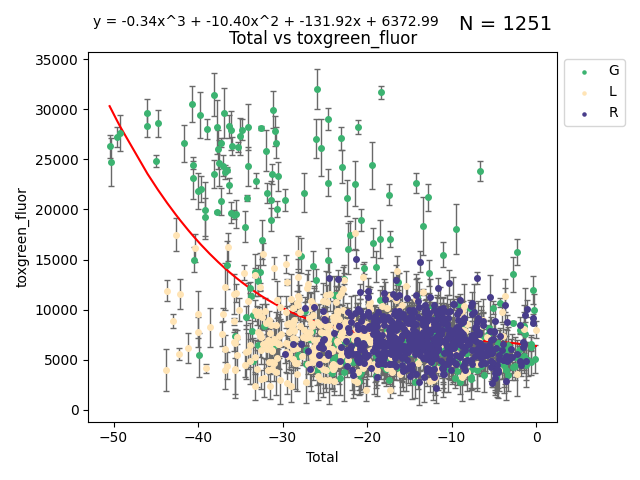 y = -0.34x^3 + -10.40x^2 + -131.92x + 6372.99
N = 1251
Total vs toxgreen_fluor
35000
30000
25000
20000
15000
10000
5000
0
toxgreen_fluor
−50
−40
−30
−20
−10
0
Total
G
L
R